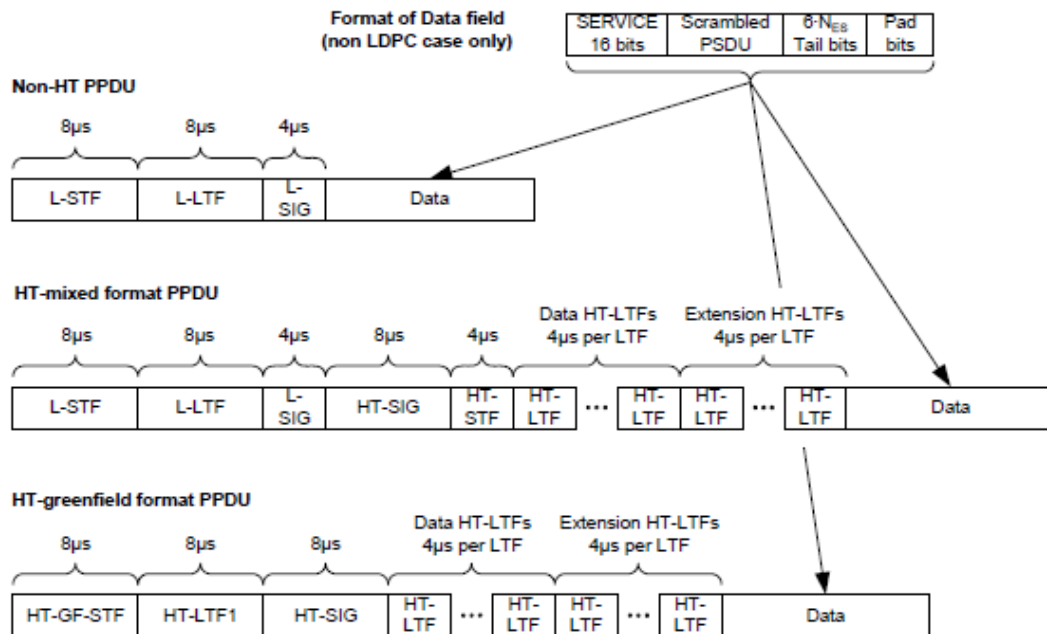 Format of Data field
(non LDPC case only)
SERVICE
16 bits
Scrambled
PSDU
6·NES
Tail bits
Pad
bits
Non-HT PPDU
8µs
8µs
4µs
L-STF
L-LTF
L-
SIG
Data
HT-mixed format PPDU
Data HT-LTFs
4µs per LTF
Extension HT-LTFs
4µs per LTF
8µs
8µs
4µs
8µs
4µs
L-STF
L-LTF
L-
SIG
HT-SIG
HT-
STF
HT-
LTF
...
HT-
LTF
HT-
LTF
...
HT-
LTF
Data
HT-greenfield format PPDU
Data HT-LTFs
4µs per LTF
Extension HT-LTFs
4µs per LTF
8µs
8µs
8µs
HT-GF-STF
HT-LTF1
HT-SIG
HT-
LTF
...
HT-
LTF
HT-
LTF
...
HT-
LTF
Data